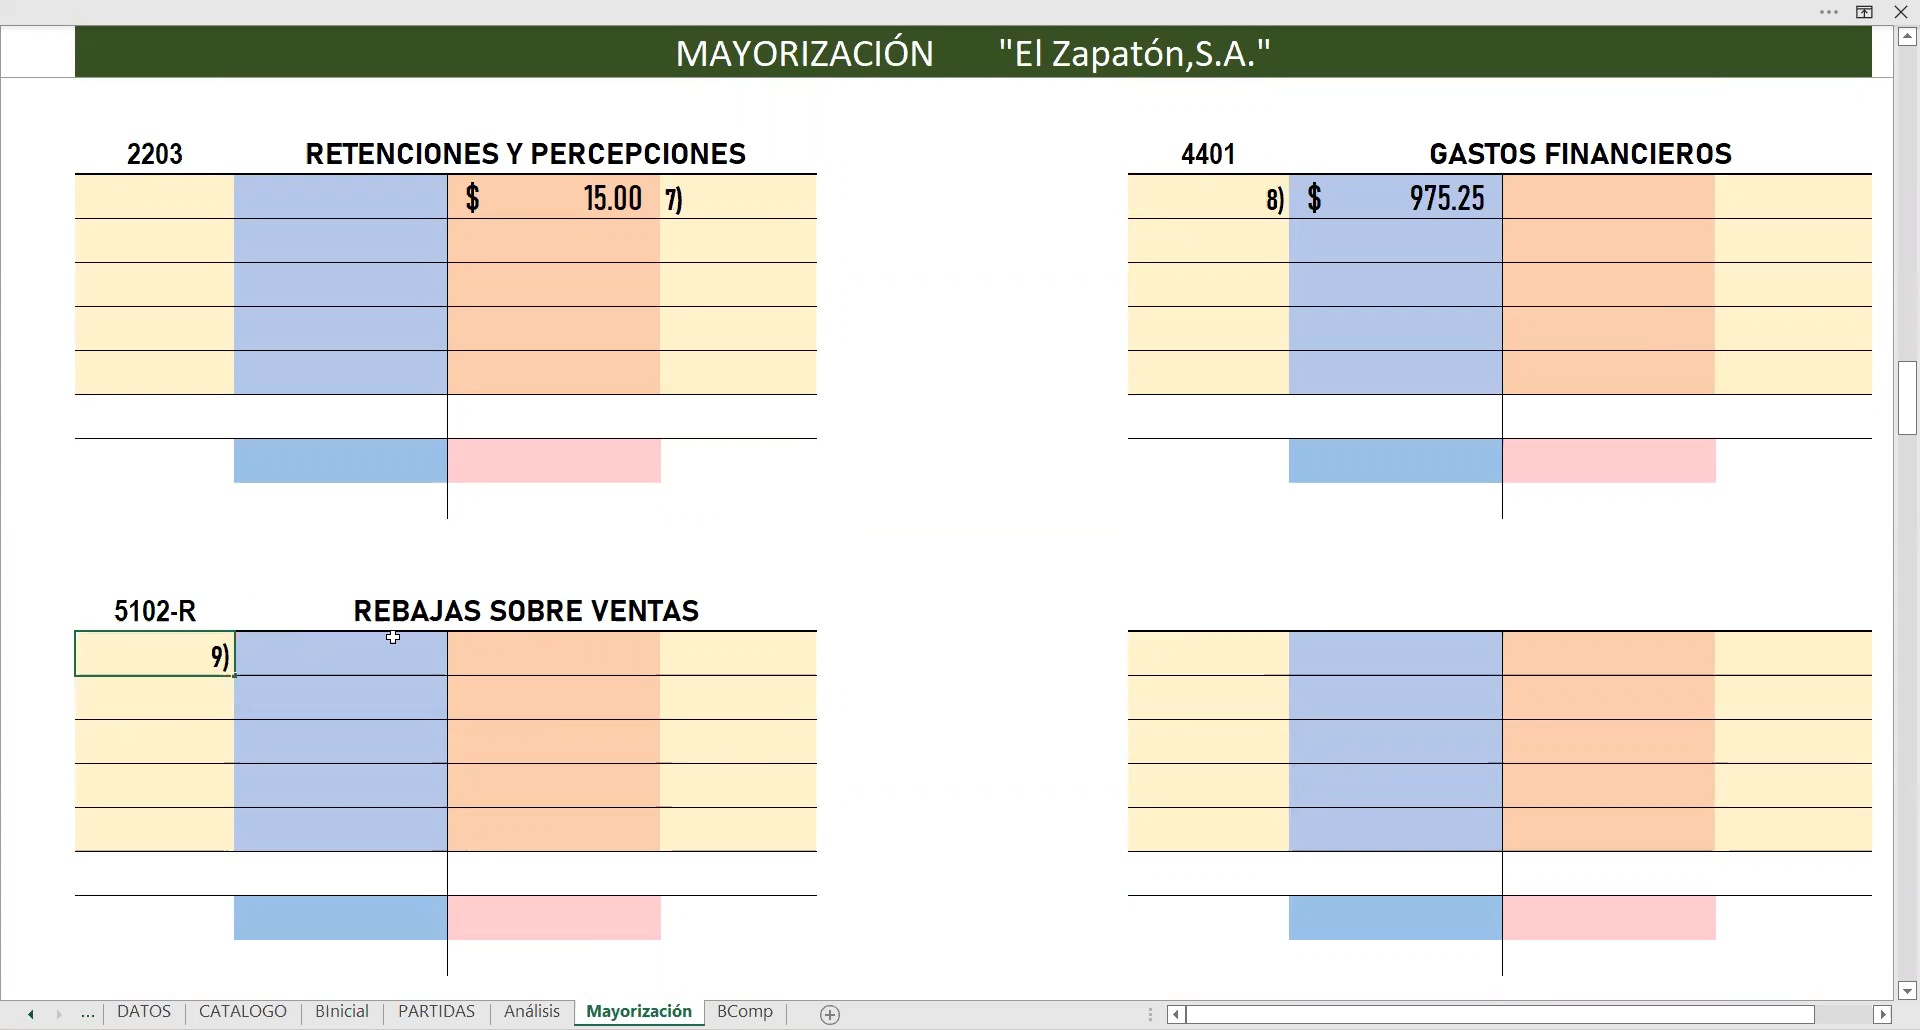 MAYORIZACIÓN "El Zapatón,S.A."
2203 RETENCIONES Y PERCEPCIONES
$ 15.00 7)
4401 GASTOS FINANCIEROS
8) $ 975.25
5102-R REBAJAS SOBRE VENTAS
9)
... DATOS CATALOGO BInicial PARTIDAS Análisis Mayorización BComp